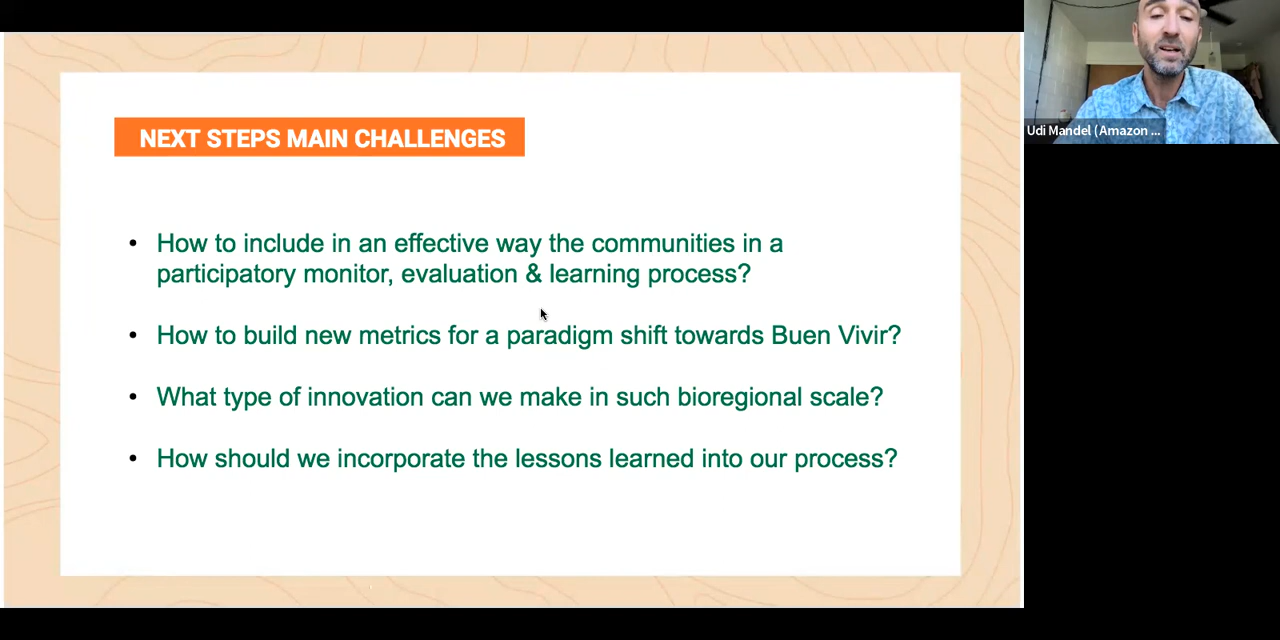 NEXT STEPS MAIN CHALLENGES
• How to include in an effective way the communities in a
participatory monitor, evaluation & learning process?
• How to build new metrics for a paradigm shift towards Buen Vivir?
• What type of innovation can we make in such bioregional scale?
• How should we incorporate the lessons learned into our process?
Udi Mandel (Amazon ...